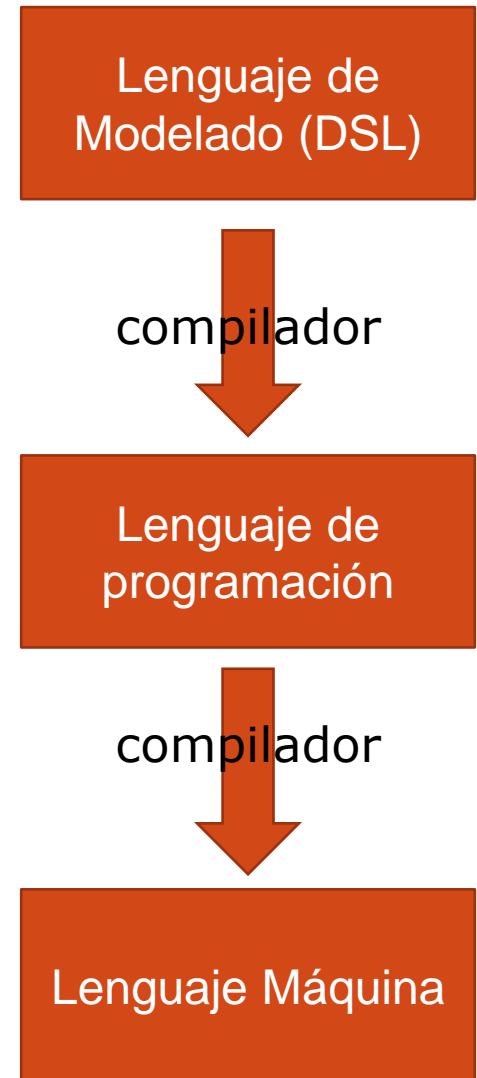 Lenguaje de
Modelado (DSL)
compilador
Lenguaje de
programación
compilador
Lenguaje Máquina